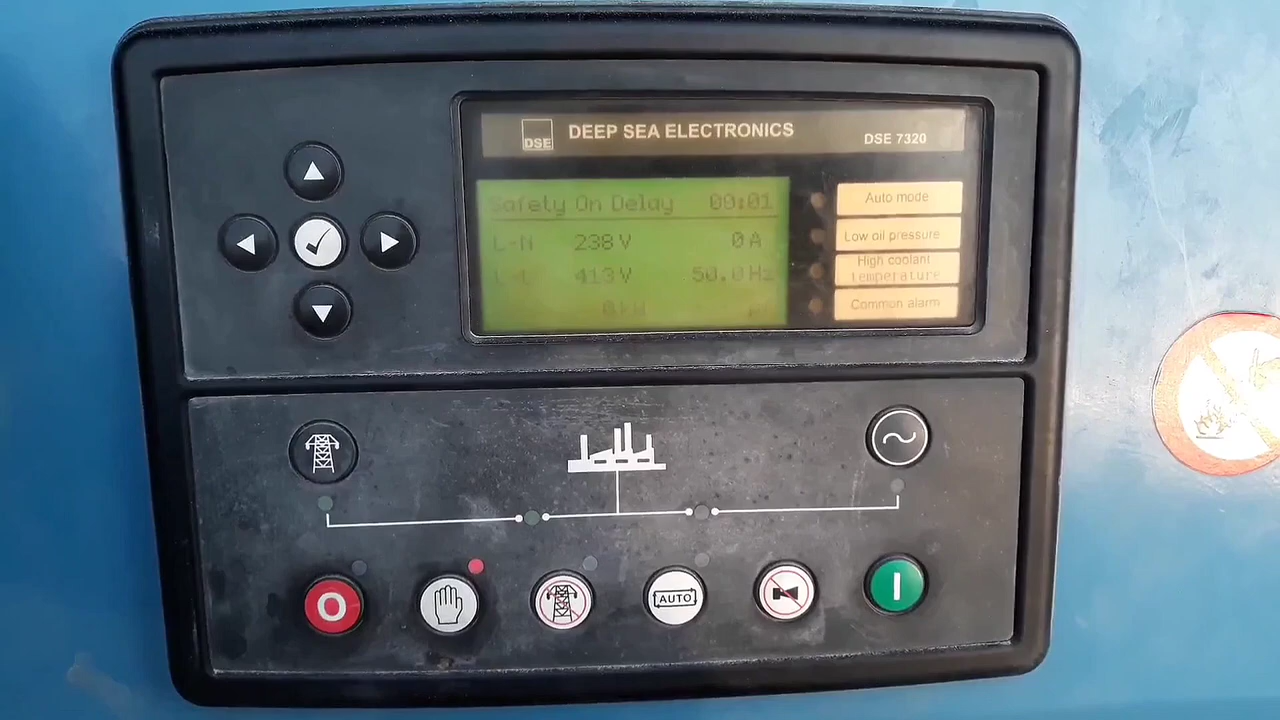 DSE
DEEP SEA ELECTRONICS
DSE 7320
Safety On Delay 00:01
L-N 238 V 0 A
413 V 50.0 Hz
Auto mode
Low oil pressure
High coolant
temperature
Common alarm
O
AUTO
I